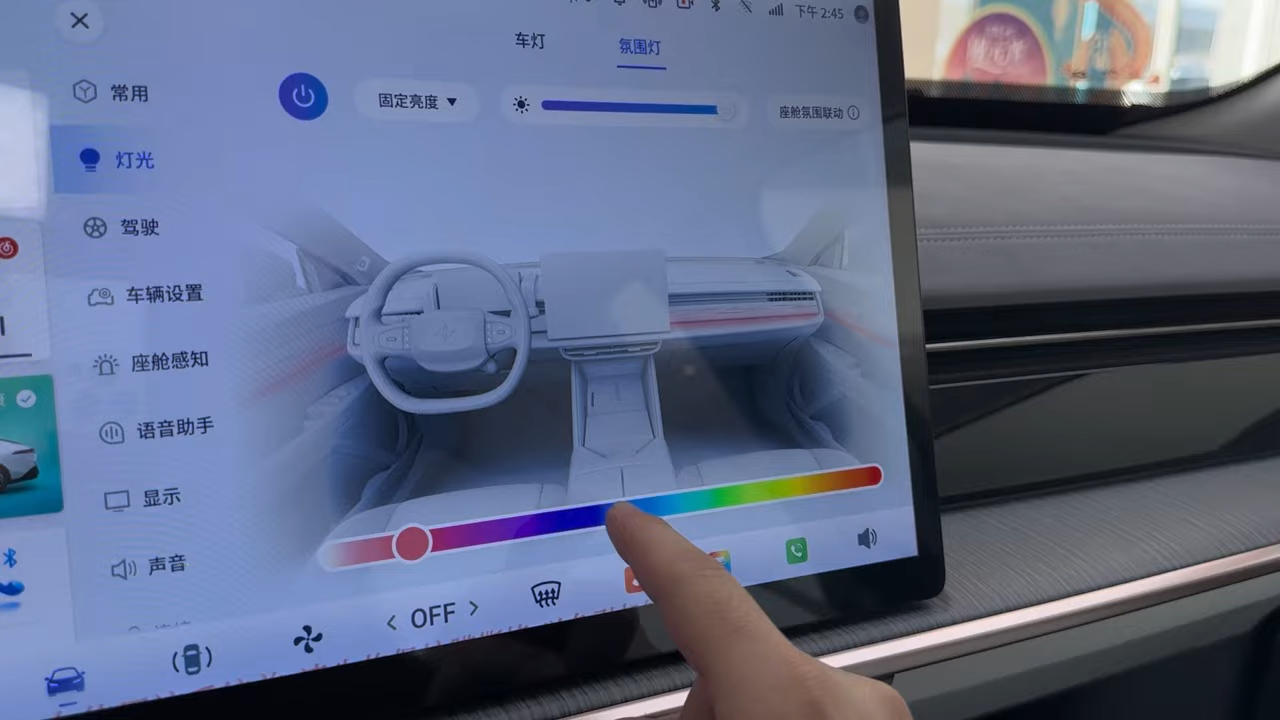 下午 2:45
车灯
氛围灯
固定亮度
座舱氛围联动
常用
灯光
驾驶
车辆设置
座舱感知
语音助手
显示
声音
OFF